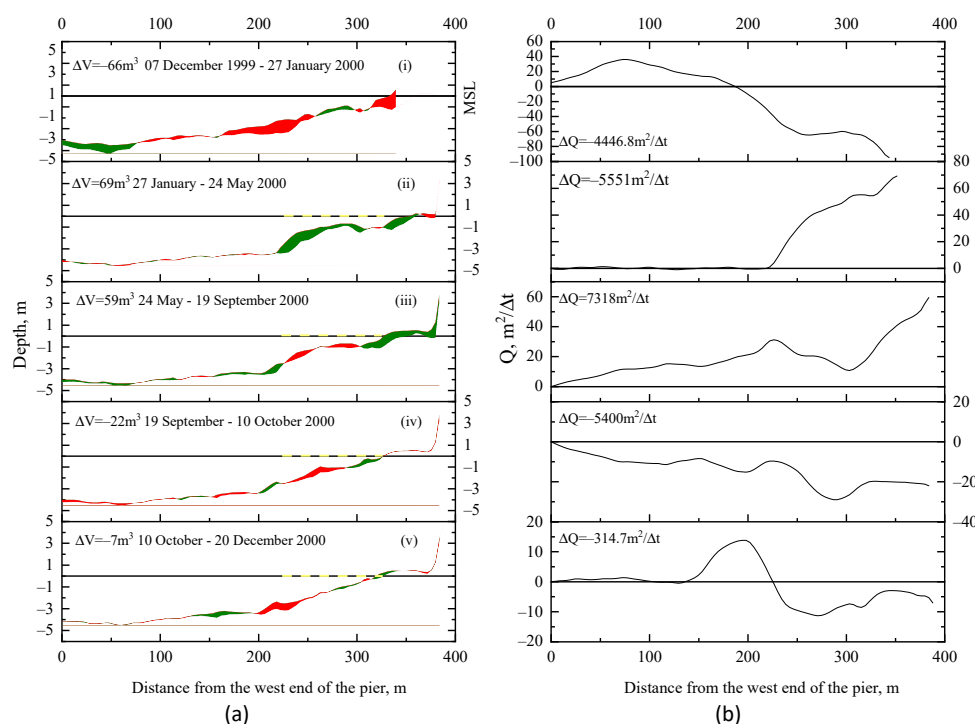 0 100 200 300 400
0 100 200 300 400
5
3
1
−1
−3
−5
ΔV=−66m³ 07 December 1999 - 27 January 2000 (i)
MSL
ΔV=69m³ 27 January - 24 May 2000 (ii)
1
−1
−3
−5
5
3
1
−1
−3
−5
ΔV=59m³ 24 May - 19 September 2000 (iii)
ΔV=−22m³ 19 September - 10 October 2000 (iv)
5
3
1
−1
−3
−5
5
3
1
−1
−3
−5
ΔV=−7m³ 10 October - 20 December 2000 (v)
Depth, m
0 100 200 300 400
Distance from the west end of the pier, m
(a)
60
40
20
0
−20
−40
−60
−80
−100
ΔQ=−4446.8m²/Δt
ΔQ=−5551m²/Δt
80
60
40
20
0
60
40
20
0
ΔQ=7318m²/Δt
ΔQ=−5400m²/Δt
20
0
−20
−40
20
10
0
−10
−20
ΔQ=−314.7m²/Δt
Q, m²/Δt
0 100 200 300 400
Distance from the west end of the pier, m
(b)